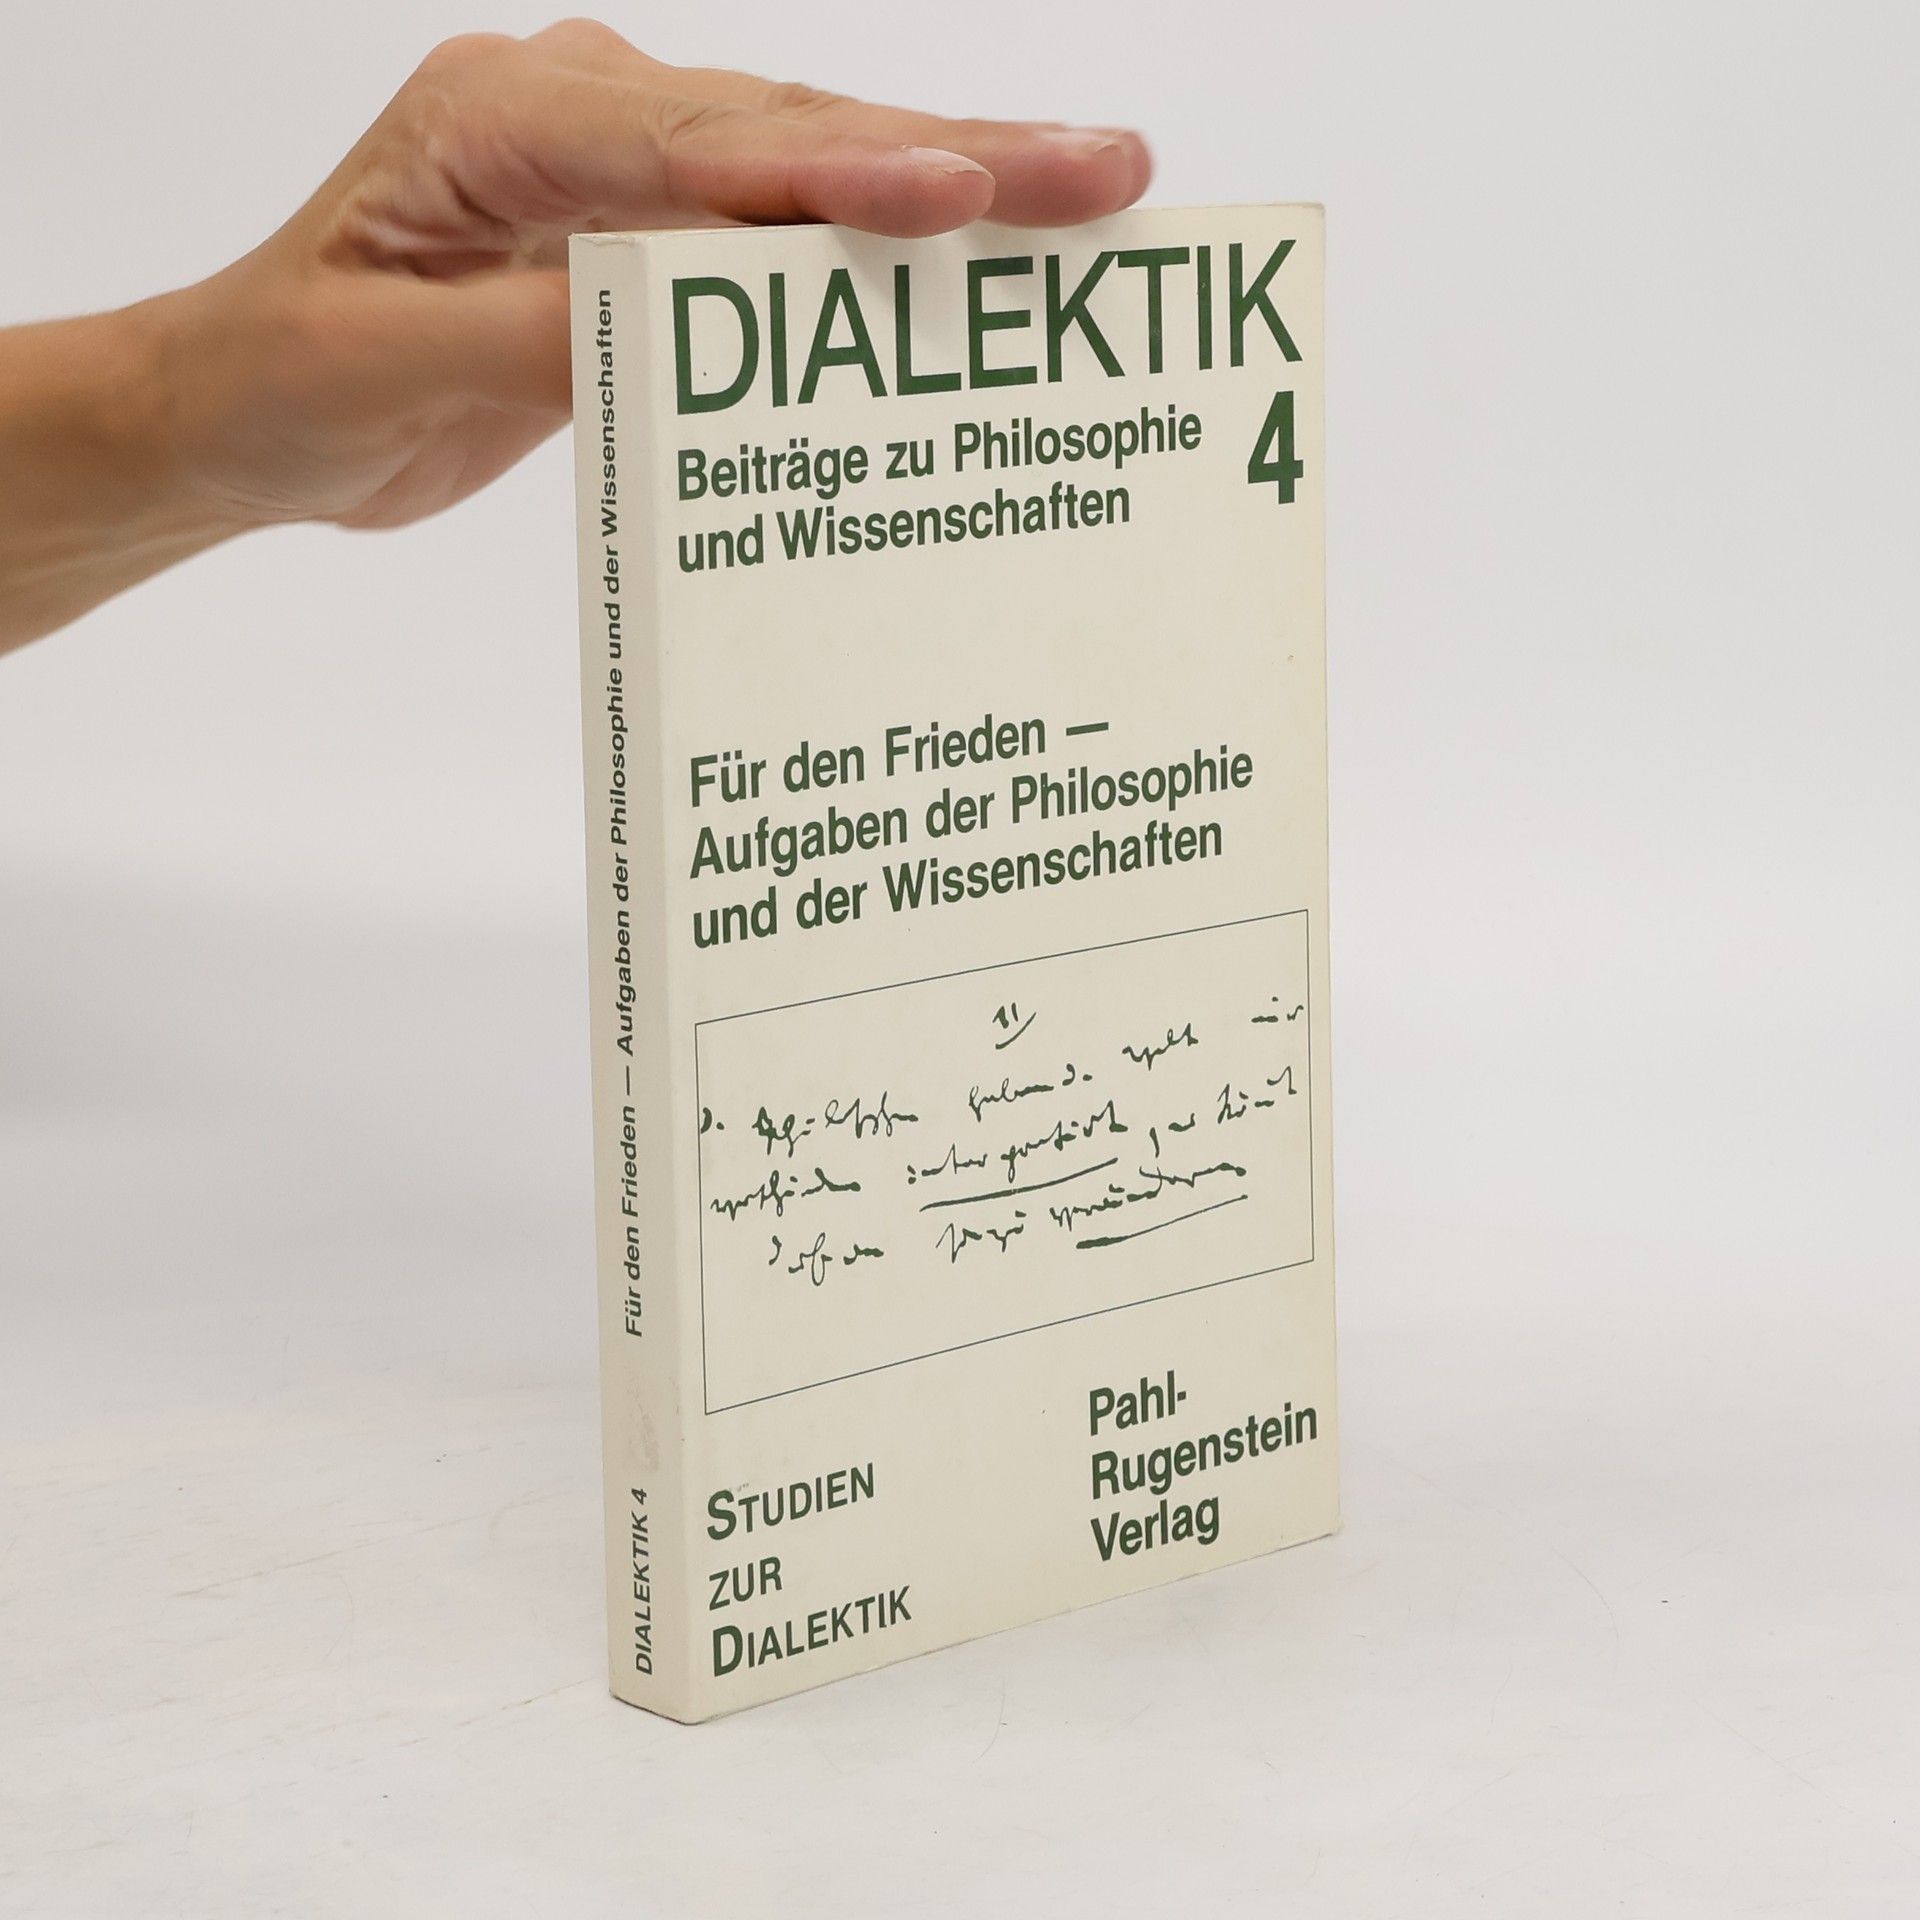 DIALEKTIK
Beiträge zu Philosophie
und Wissenschaften
4
Für den Frieden —
Aufgaben der Philosophie
und der Wissenschaften
11
STUDIEN
ZUR
DIALEKTIK
Pahl-
Rugenstein
Verlag
DIALEKTIK 4 Für den Frieden — Aufgaben der Philosophie und der Wissenschaften